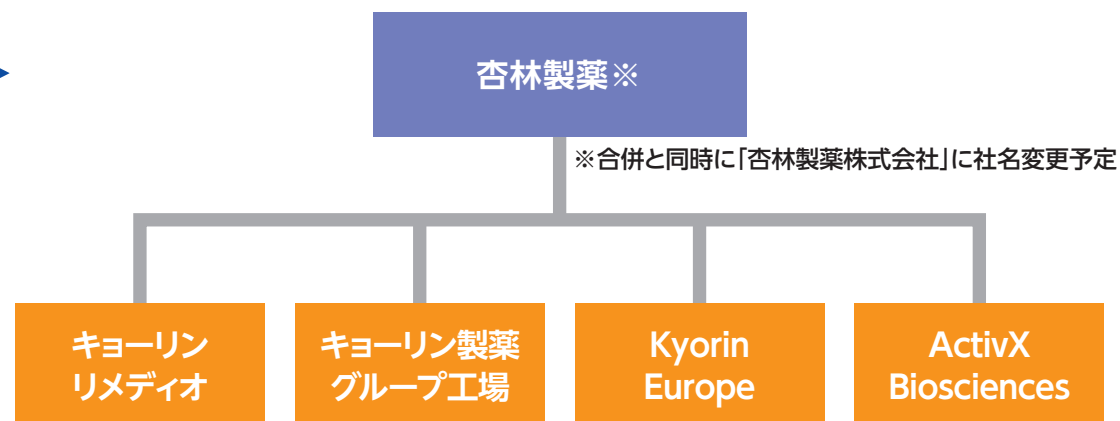 杏林製薬※
※合併と同時に「杏林製薬株式会社」に社名変更予定
キョーリン
リメディオ
キョーリン製薬
グループ工場
Kyorin
Europe
ActivX
Biosciences